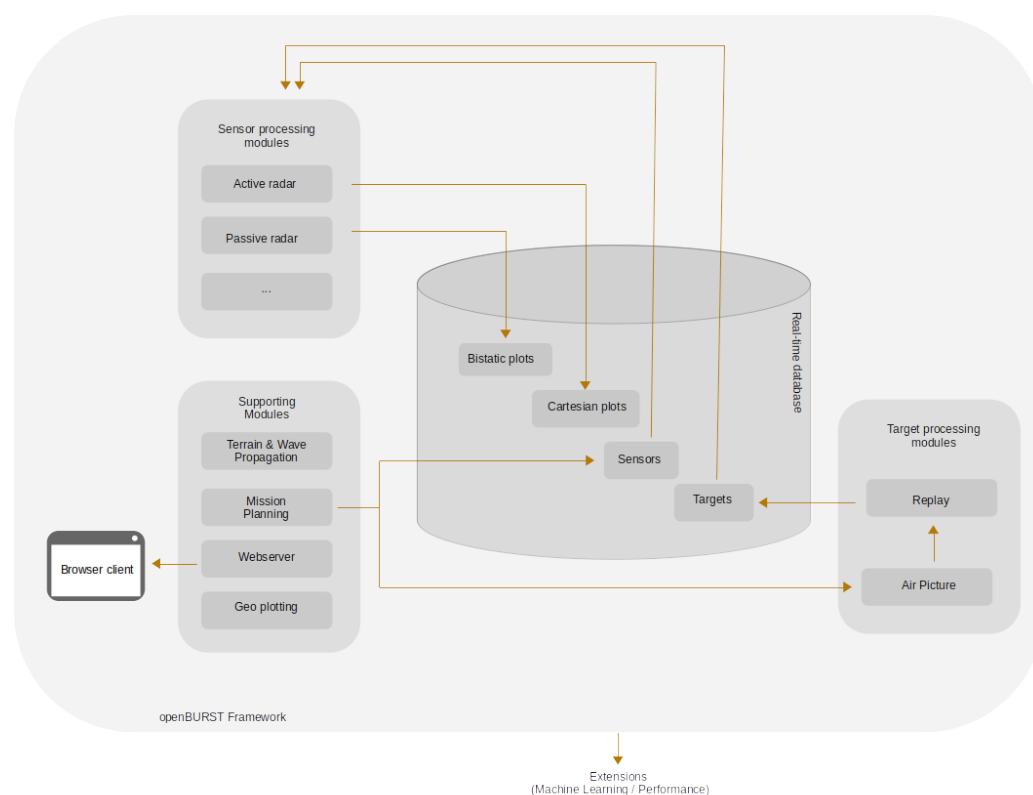 Sensor processing
modules
Active radar
Passive radar
...
Bistatic plots
Cartesian plots
Sensors
Targets
Real-time database
Supporting
Modules
Terrain & Wave
Propagation
Mission
Planning
Webserver
Geo plotting
Browser client
Target processing
modules
Replay
Air Picture
openBURST Framework
Extensions
(Machine Learning / Performance)